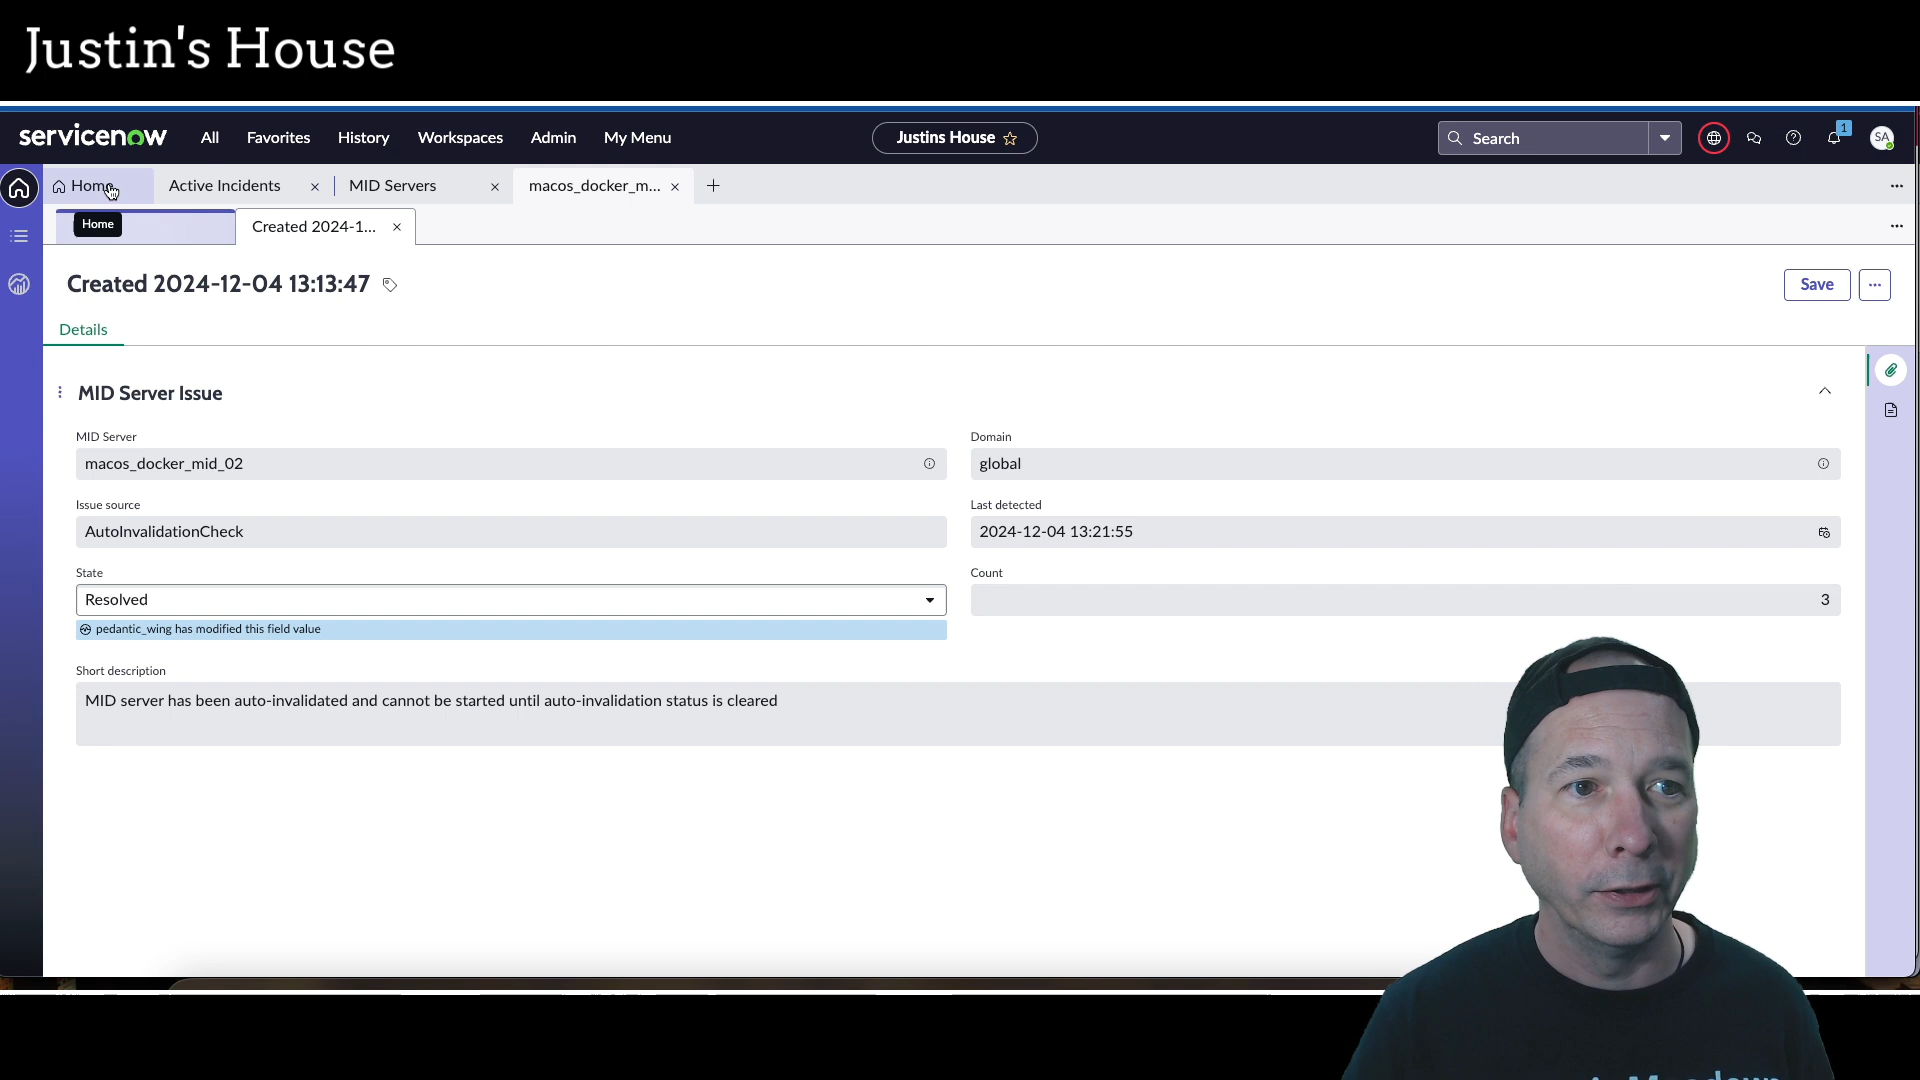 Justin's House
servicenow All Favorites History Workspaces Admin My Menu Justins House Search 1 SA
Home Active Incidents MID Servers macos_docker_m...
Home Created 2024-1...
Created 2024-12-04 13:13:47 Save
Details
MID Server Issue
MID Server Domain
macos_docker_mid_02 global
Issue source Last detected
AutoInvalidationCheck 2024-12-04 13:21:55
State Count
Resolved 3
pedantic_wing has modified this field value
Short description
MID server has been auto-invalidated and cannot be started until auto-invalidation status is cleared